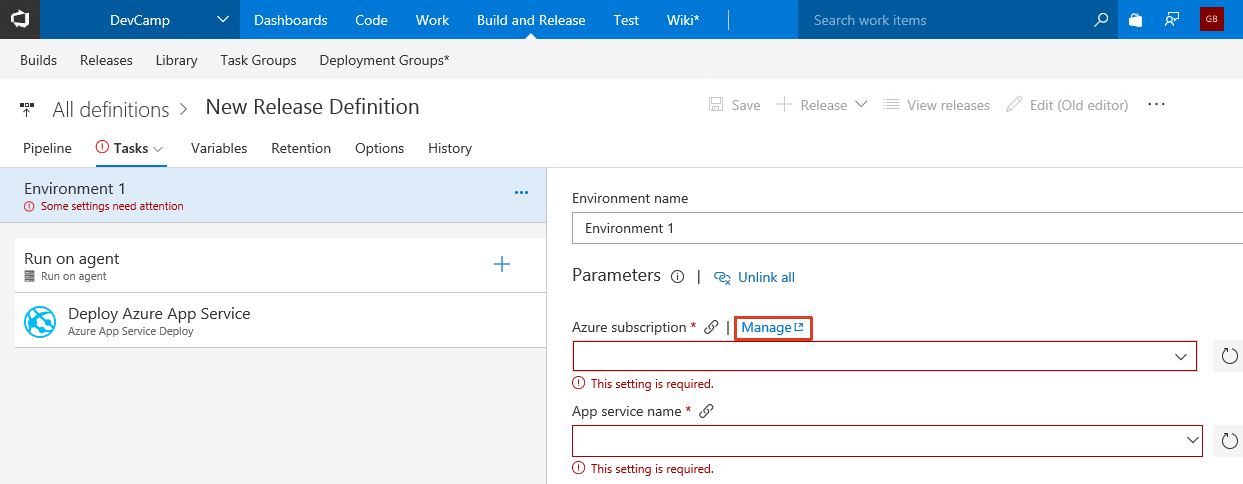 DevCamp Dashboards Code Work Build and Release Test Wiki* Search work items GB
Builds Releases Library Task Groups Deployment Groups*
All definitions > New Release Definition Save Release View releases Edit (Old editor) ...
Pipeline Tasks Variables Retention Options History
Environment 1 ...
Some settings need attention
Run on agent
Run on agent
Deploy Azure App Service
Azure App Service Deploy
Environment name
Environment 1
Parameters | Unlink all
Azure subscription * | Manage
This setting is required.
App service name *
This setting is required.